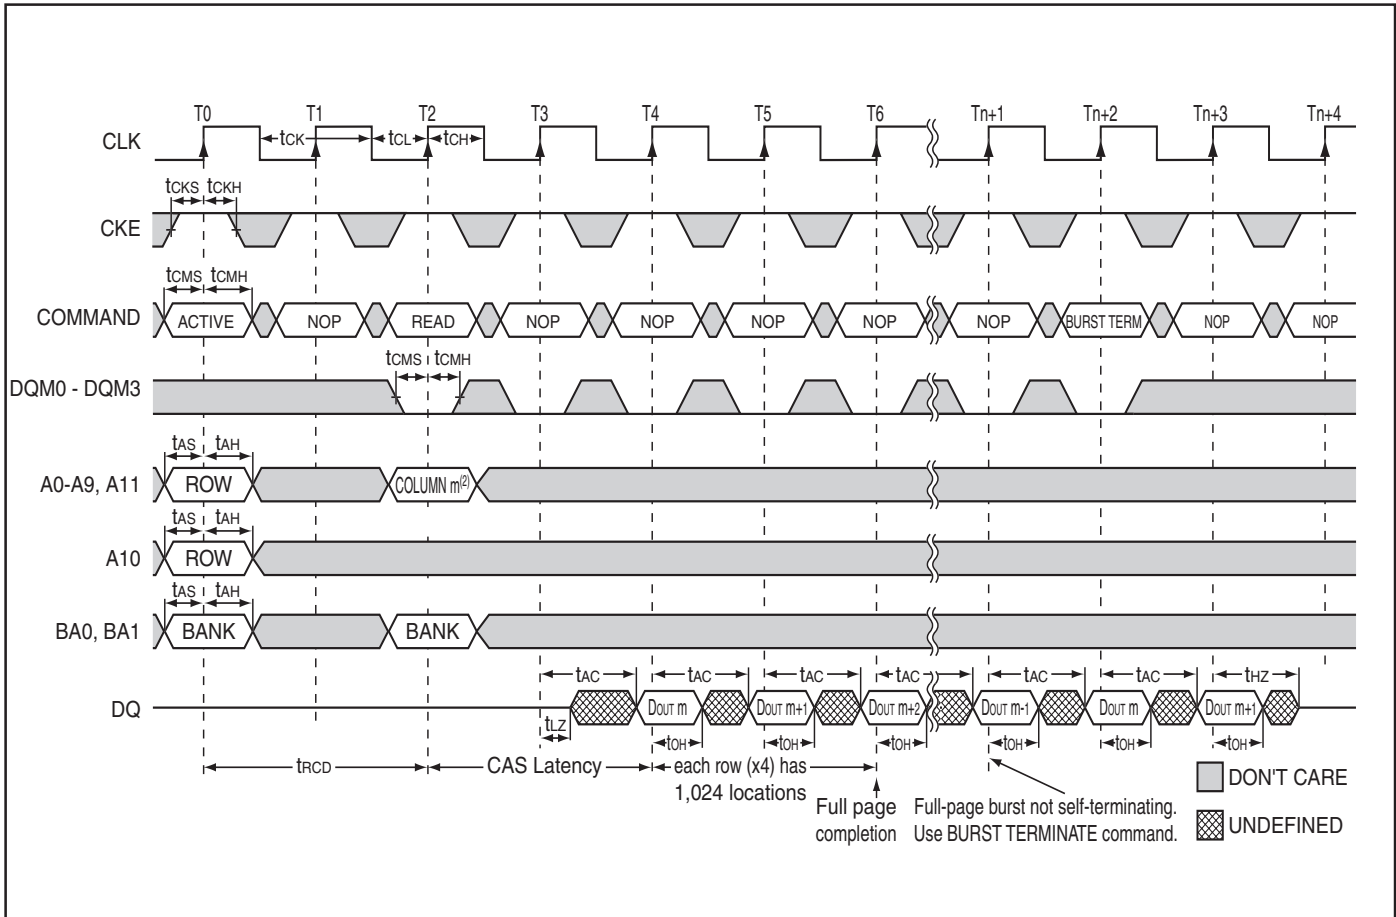 T0 T1 T2 T3 T4 T5 T6 Tn+1 Tn+2 Tn+3 Tn+4
CLK tCK tCL tCH
tCKS tCKH
CKE
tCMS tCMH
COMMAND ACTIVE NOP READ NOP NOP NOP NOP NOP BURST TERM NOP NOP
tCMS tCMH
DQM0 - DQM3
tAS tAH
A0-A9, A11 ROW COLUMN m(2)
tAS tAH
A10 ROW
tAS tAH
BA0, BA1 BANK BANK
tAC tAC tAC tAC tAC tAC tHZ
DQ DOUT m DOUT m+1 DOUT m+2 DOUT m-1 DOUT m DOUT m+1
tLZ tOH tOH tOH tOH tOH tOH
tRCD CAS Latency each row (x4) has
1,024 locations
Full page
completion
Full-page burst not self-terminating.
Use BURST TERMINATE command.
DON'T CARE
UNDEFINED